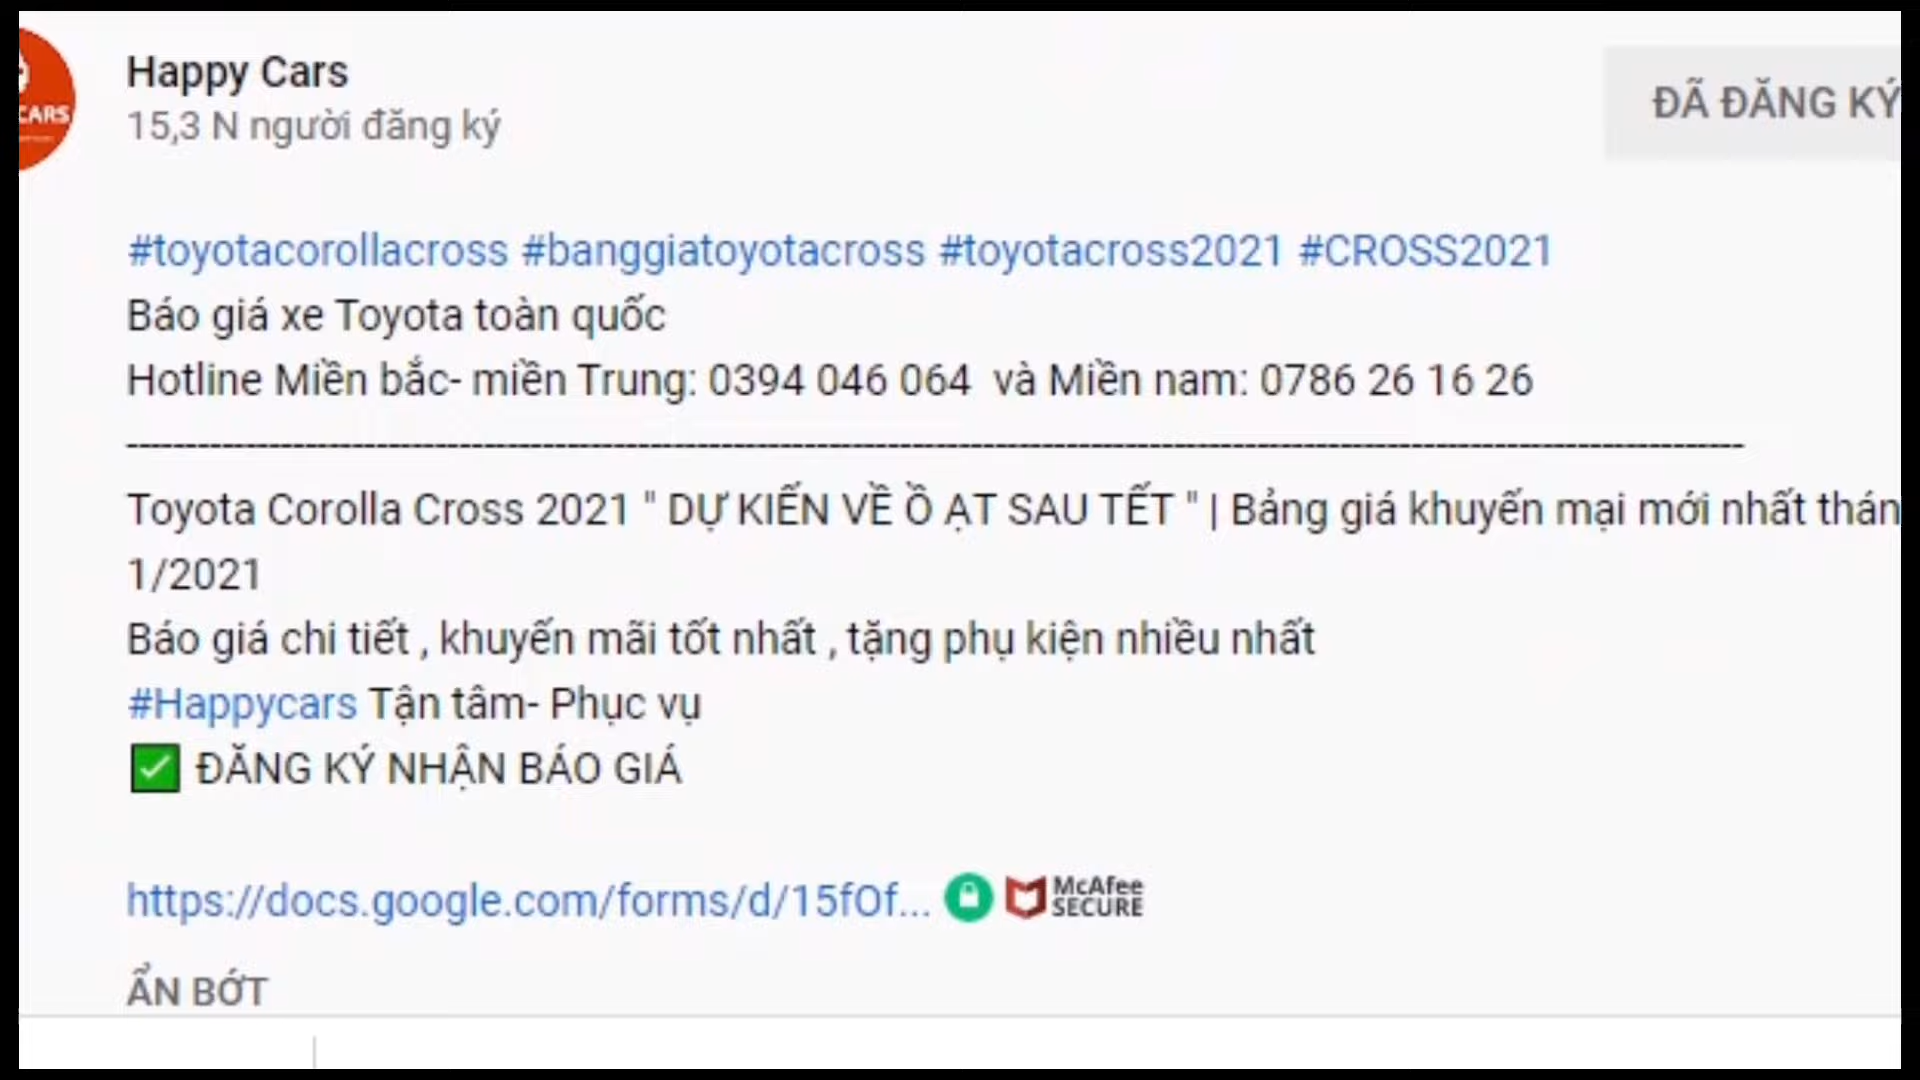 CARS
Happy Cars
15,3 N người đăng ký
ĐÃ ĐĂNG KÝ
#toyotacorollacross #banggiatoyotacross #toyotacross2021 #CROSS2021
Báo giá xe Toyota toàn quốc
Hotline Miền bắc- miền Trung: 0394 046 064 và Miền nam: 0786 26 16 26
Toyota Corolla Cross 2021 " DỰ KIẾN VỀ Ồ ẠT SAU TẾT " | Bảng giá khuyến mại mới nhất thán
1/2021
Báo giá chi tiết , khuyến mãi tốt nhất , tặng phụ kiện nhiều nhất
#Happycars Tận tâm- Phục vụ
✅ ĐĂNG KÝ NHẬN BÁO GIÁ
https://docs.google.com/forms/d/15fOf...
McAfee
SECURE
ẨN BỚT